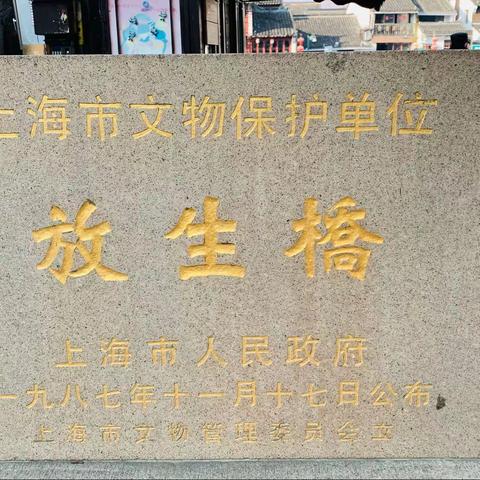 上海市文物保护单位
放生橋
上海市人民政府
一九八七年十一月十七日公布
上海市文物管理委员会立